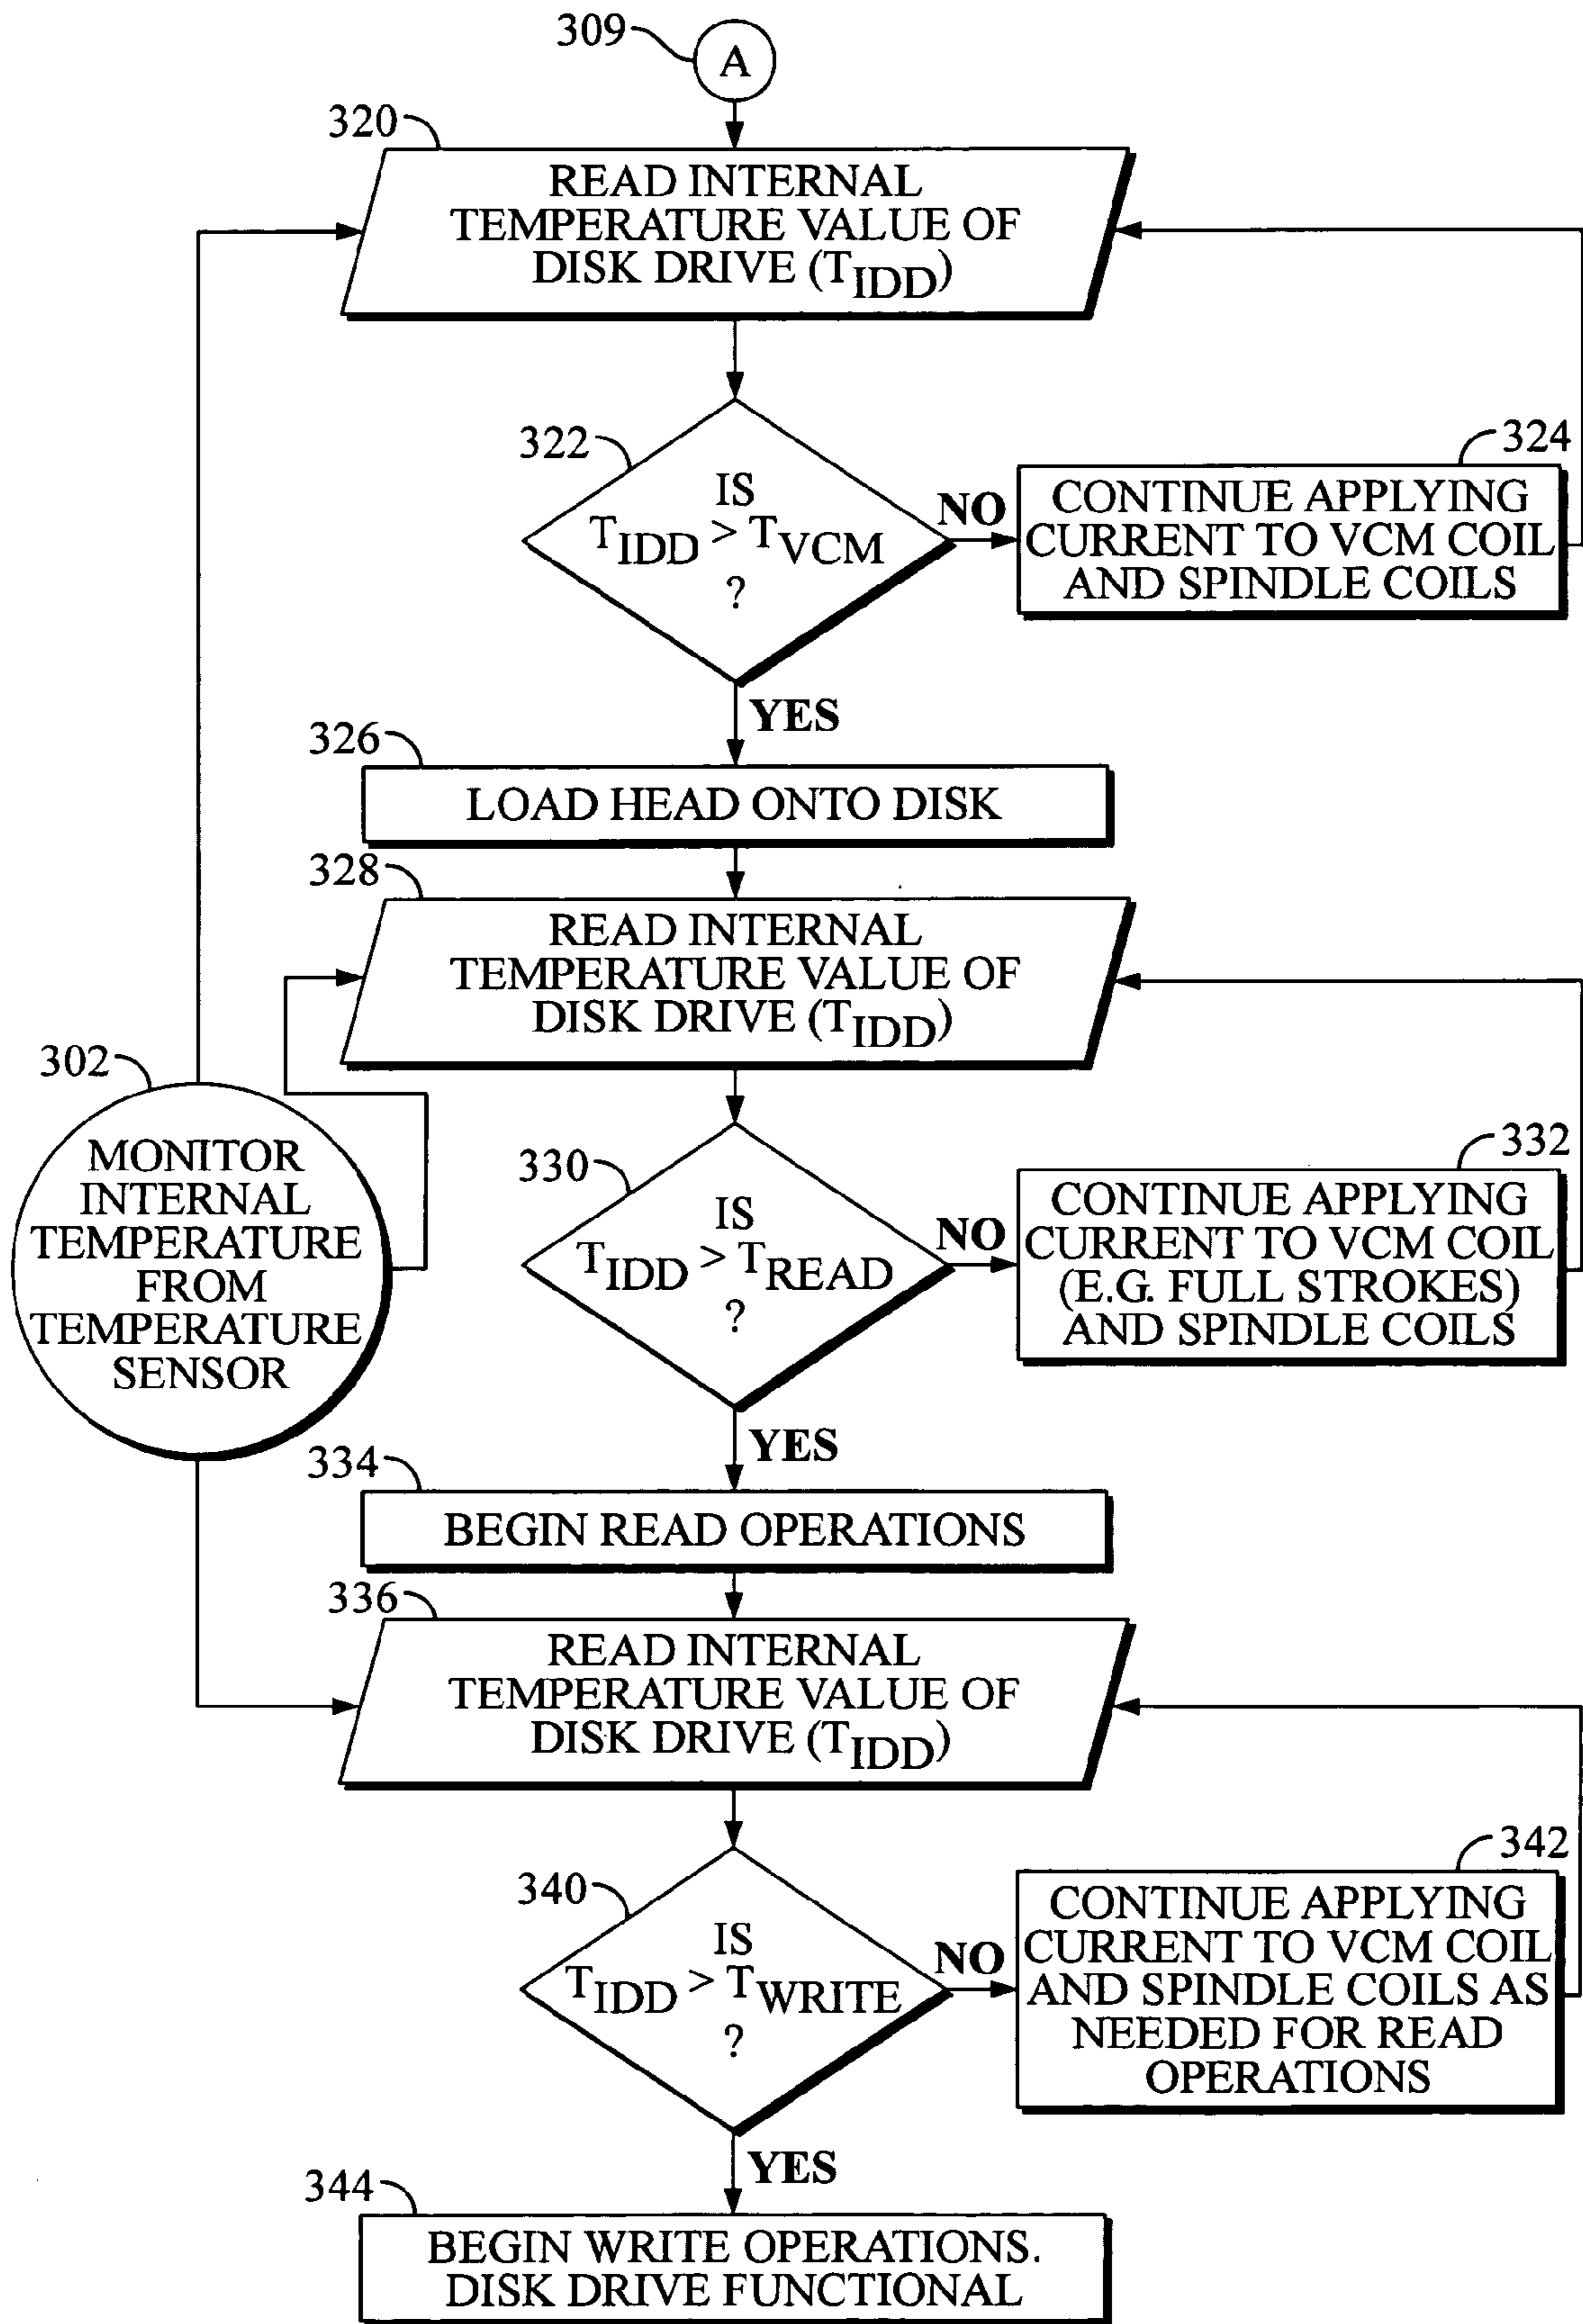 309
A
320
READ INTERNAL
TEMPERATURE VALUE OF
DISK DRIVE (TIDD)
322
IS
TIDD > TVCM
?
NO
324
CONTINUE APPLYING
CURRENT TO VCM COIL
AND SPINDLE COILS
YES
326
LOAD HEAD ONTO DISK
328
READ INTERNAL
TEMPERATURE VALUE OF
DISK DRIVE (TIDD)
302
MONITOR
INTERNAL
TEMPERATURE
FROM
TEMPERATURE
SENSOR
330
IS
TIDD > TREAD
?
NO
332
CONTINUE APPLYING
CURRENT TO VCM COIL
(E.G. FULL STROKES)
AND SPINDLE COILS
YES
334
BEGIN READ OPERATIONS
336
READ INTERNAL
TEMPERATURE VALUE OF
DISK DRIVE (TIDD)
340
IS
TIDD > TWRITE
?
NO
342
CONTINUE APPLYING
CURRENT TO VCM COIL
AND SPINDLE COILS AS
NEEDED FOR READ
OPERATIONS
YES
344
BEGIN WRITE OPERATIONS.
DISK DRIVE FUNCTIONAL